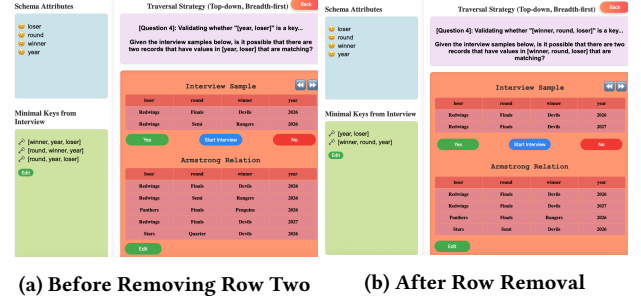 Schema Attributes
loser
round
winner
year
Minimal Keys from
Interview
[winner, year, loser]
[round, winner, year]
[round, year, loser]
Edit
Traversal Strategy (Top-down, Breadth-first)
Back
[Question 4]: Validating whether "[year, loser]" is a key...
Given the interview samples below, is it possible that there are
two records that have values in [year, loser] that are matching?
Interview Sample
loser round winner year
Redwings Finals Devils 2026
Redwings Semi Rangers 2026
Yes Start Interview No
Armstrong Relation
loser round winner year
Redwings Finals Devils 2026
Redwings Semi Rangers 2026
Panthers Finals Penguins 2026
Redwings Finals Devils 2027
Stars Quarter Devils 2026
Edit
(a) Before Removing Row Two
Schema Attributes
loser
round
winner
year
Minimal Keys from Interview
[year, loser]
[winner, round, year]
Edit
Traversal Strategy (Top-down, Breadth-first)
Back
[Question 4]: Validating whether "[winner, round, loser]" is a key...
Given the interview samples below, is it possible that there are two
records that have values in [winner, round, loser] that are
matching?
Interview Sample
loser round winner year
Redwings Finals Devils 2026
Redwings Finals Devils 2027
Yes Start Interview No
Armstrong Relation
loser round winner year
Redwings Finals Devils 2026
Redwings Finals Devils 2027
Panthers Finals Rangers 2026
Stars Semi Devils 2026
Edit
(b) After Row Removal